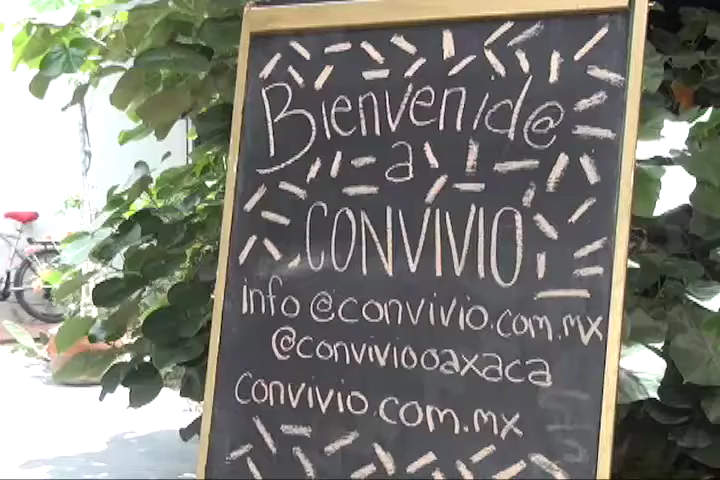 Bienvenid@
a
CONVIVIO
info@convivio.com.mx
@conviviooaxaca
convivio.com.mx